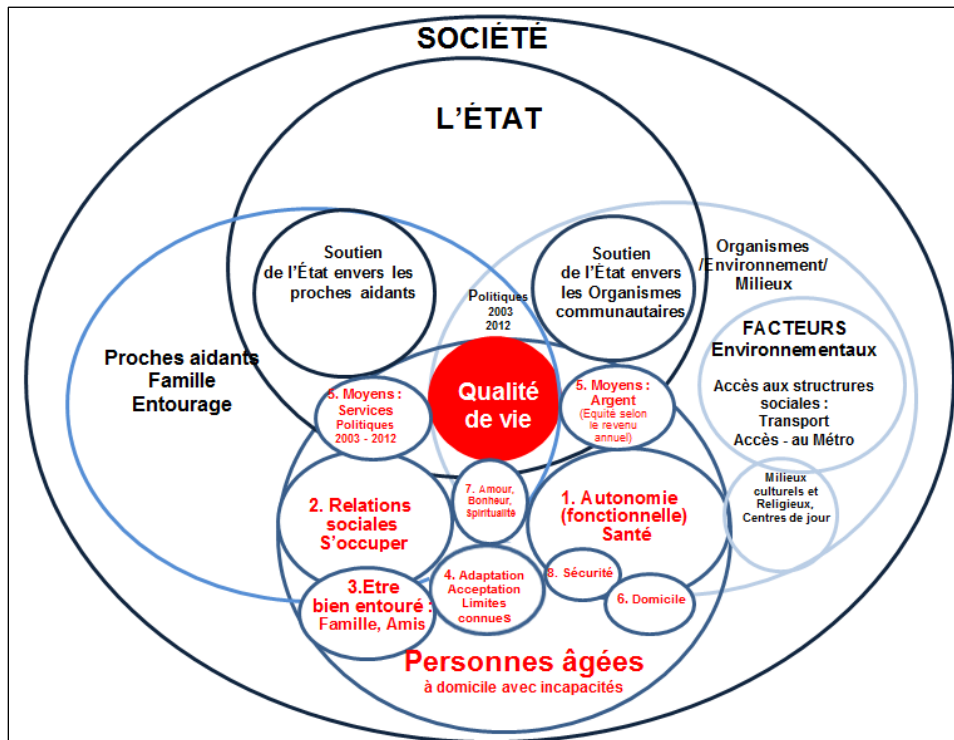 SOCIÉTÉ
L'ÉTAT
Soutien
de l'État envers les
proches aidants
Soutien
de l'État envers
les Organismes
communautaires
Politiques
2003
2012
Organismes
/Environnement/
Milieux
FACTEURS
Environnementaux
Accès aux structrures
sociales :
Transport
Accès - au Métro
Milieux
culturels et
Religieux,
Centres de jour
Proches aidants
Famille
Entourage
Qualité
de vie
5. Moyens :
Services
Politiques
2003 - 2012
5. Moyens :
Argent
(Equité selon
le revenu
annuel)
7. Amour,
Bonheur,
Spiritualité
2. Relations
sociales
S'occuper
1. Autonomie
(fonctionnelle)
Santé
3.Etre
bien entouré :
Famille, Amis
4. Adaptation
Acceptation
Limites
connues
8. Sécurité
6. Domicile
Personnes âgées
à domicile avec incapacités